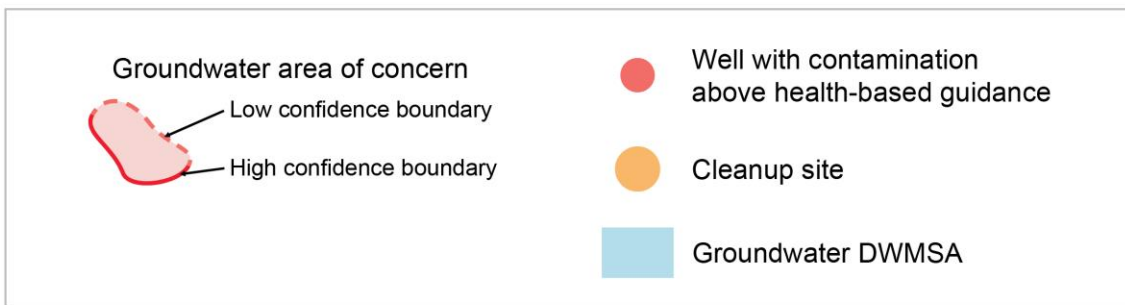 Groundwater area of concern
Low confidence boundary
High confidence boundary
Well with contamination
above health-based guidance
Cleanup site
Groundwater DWMSA